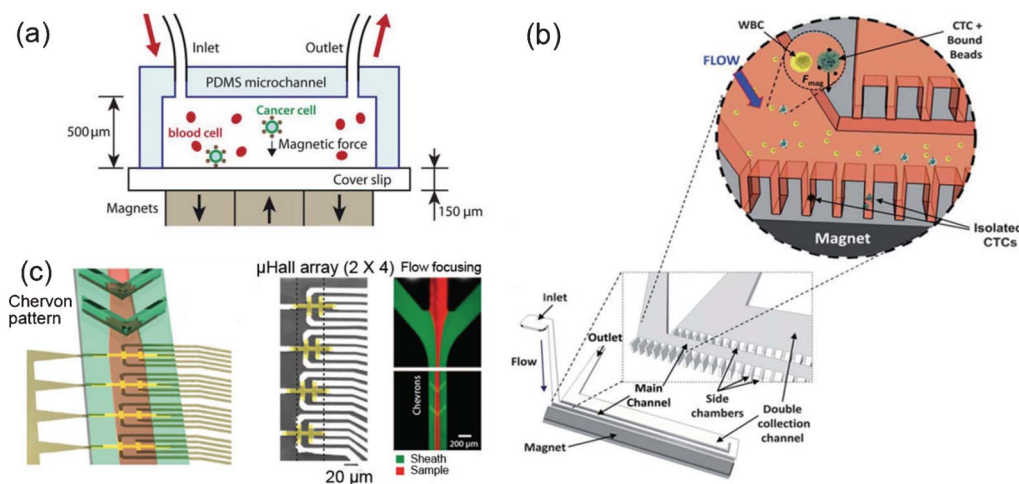 (a)
Inlet
Outlet
PDMS microchannel
500 μm
Cancer cell
blood cell
Magnetic force
Cover slip
Magnets
150 μm
(b)
WBC
CTC +
Bound
Beads
FLOW
Fmag
Isolated
CTCs
Magnet
Inlet
Outlet
Flow
Main
Channel
Side
chambers
Double
collection
channel
Magnet
(c)
Chervon
pattern
μHall array (2 X 4)
20 μm
Flow focusing
Chevrons
200 μm
Sheath
Sample